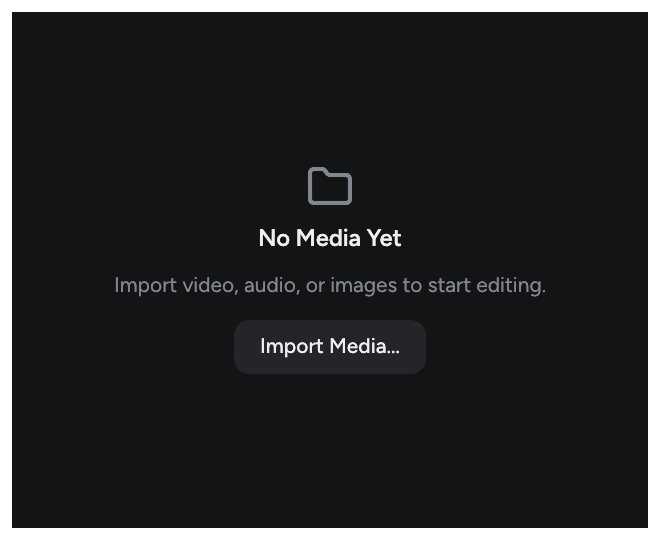 No Media Yet
Import video, audio, or images to start editing.
Import Media...